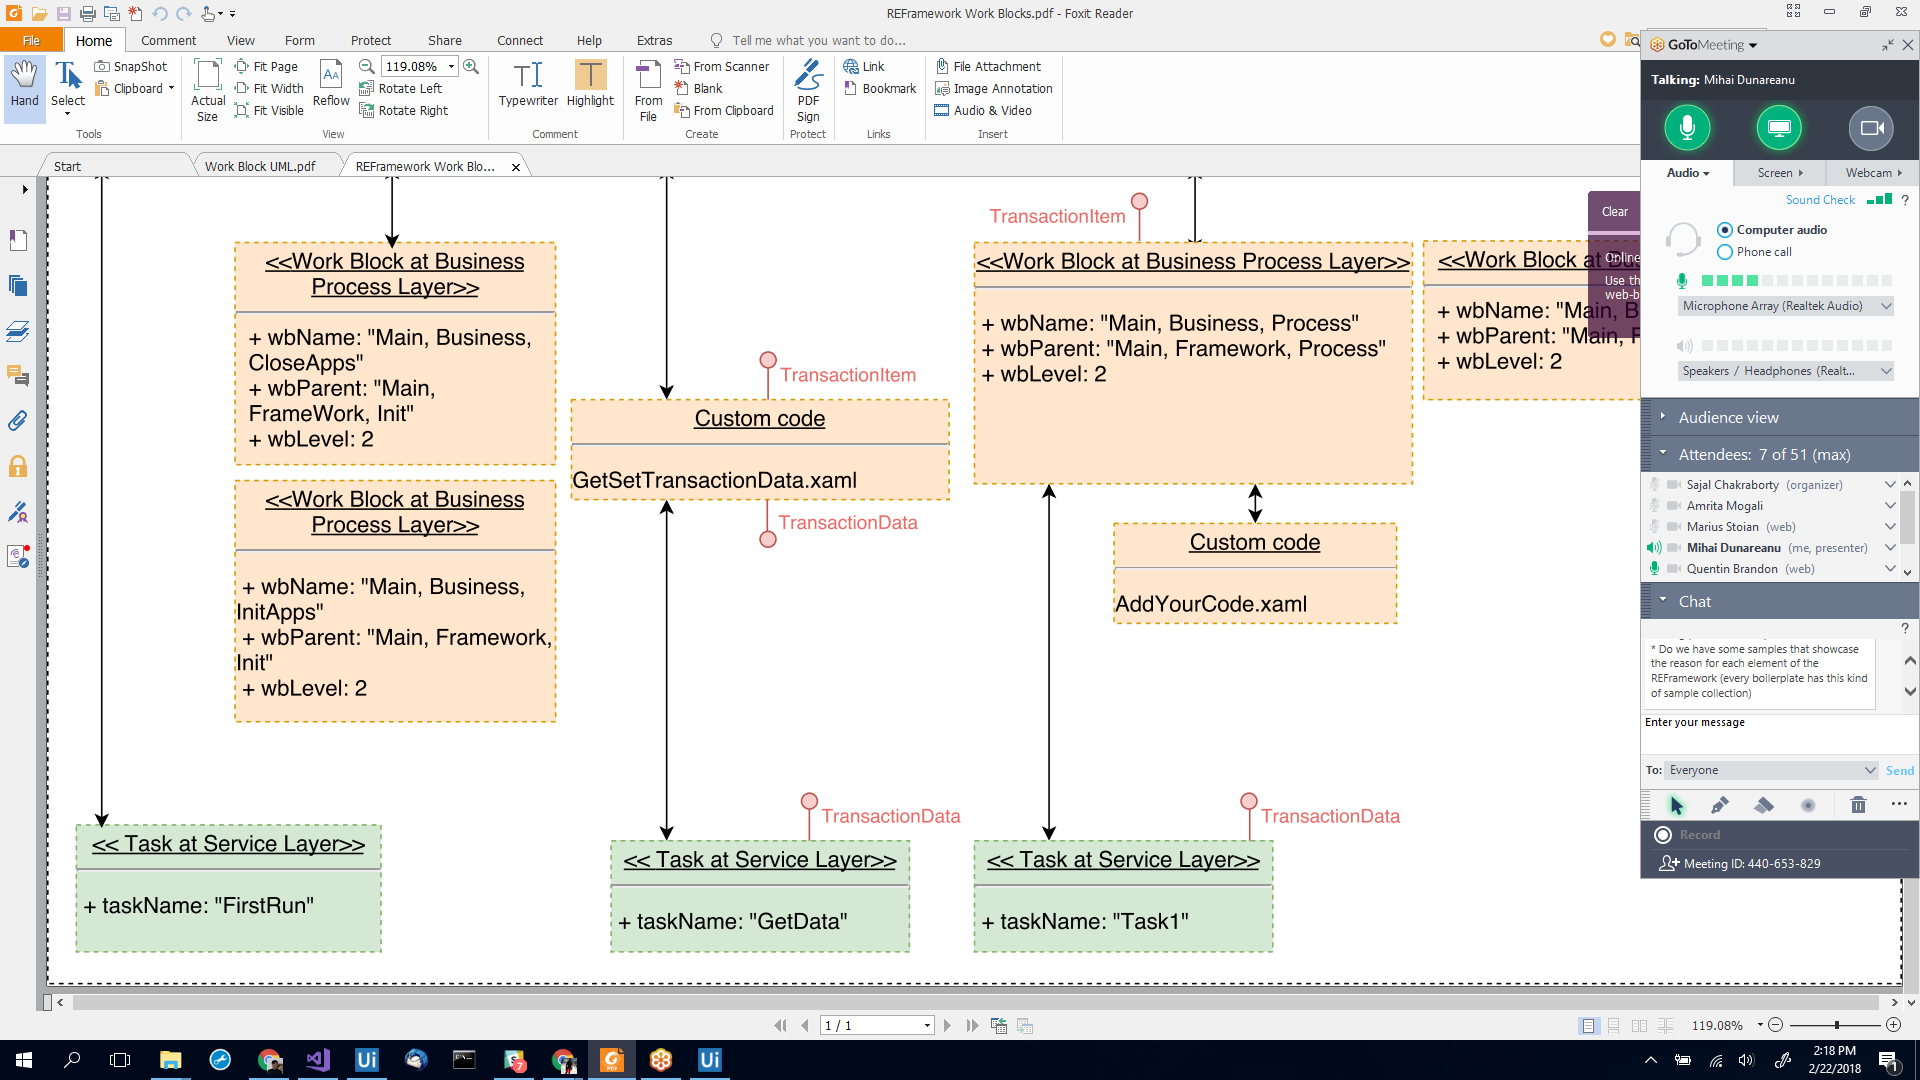 REFramework Work Blocks.pdf - Foxit Reader
File
Home
Comment
View
Form
Protect
Share
Connect
Help
Extras
Tell me what you want to do...
Hand
Select
SnapShot
Clipboard
Tools
Actual
Size
Fit Page
Fit Width
Fit Visible
Reflow
119.08%
Rotate Left
Rotate Right
View
Typewriter
Highlight
Comment
From
File
From Scanner
Blank
From Clipboard
Create
PDF
Sign
Protect
Link
Bookmark
Links
File Attachment
Image Annotation
Audio & Video
Insert
Start
Work Block UML.pdf
REFramework Work Blo...
<<Work Block at Business
Process Layer>>
+ wbName: "Main, Business,
CloseApps"
+ wbParent: "Main,
FrameWork, Init"
+ wbLevel: 2
<<Work Block at Business
Process Layer>>
+ wbName: "Main, Business,
InitApps"
+ wbParent: "Main, Framework,
Init"
+ wbLevel: 2
TransactionItem
Custom code
GetSetTransactionData.xaml
TransactionData
TransactionItem
<<Work Block at Business Process Layer>>
+ wbName: "Main, Business, Process"
+ wbParent: "Main, Framework, Process"
+ wbLevel: 2
Custom code
AddYourCode.xaml
<<Work Block at Bus
+ wbName: "Main, B
+ wbParent: "Main, F
+ wbLevel: 2
Clear
Online
Use th
web-b
<< Task at Service Layer>>
+ taskName: "FirstRun"
TransactionData
<< Task at Service Layer>>
+ taskName: "GetData"
TransactionData
<< Task at Service Layer>>
+ taskName: "Task1"
GoToMeeting
Talking: Mihai Dunareanu
Audio
Screen
Webcam
Sound Check
?
Computer audio
Phone call
Microphone Array (Realtek Audio)
Speakers / Headphones (Realt...
Audience view
Attendees: 7 of 51 (max)
Sajal Chakraborty (organizer)
Amrita Mogali
Marius Stoian (web)
Mihai Dunareanu (me, presenter)
Quentin Brandon (web)
Chat
?
* Do we have some samples that showcase
the reason for each element of the
REFramework (every boilerplate has this kind
of sample collection)
Enter your message
To: Everyone
Send
Record
Meeting ID: 440-653-829
1 / 1
119.08%
2:18 PM
2/22/2018